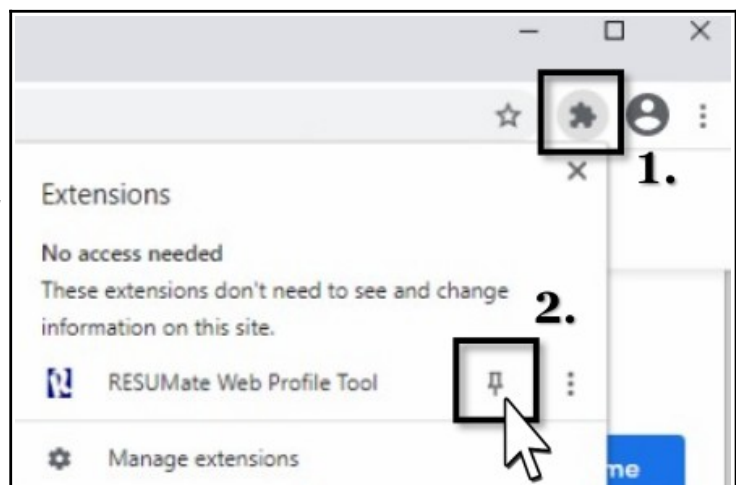 1.
Extensions
No access needed
These extensions don't need to see and change
information on this site.
2.
RESUMate Web Profile Tool
Manage extensions
me